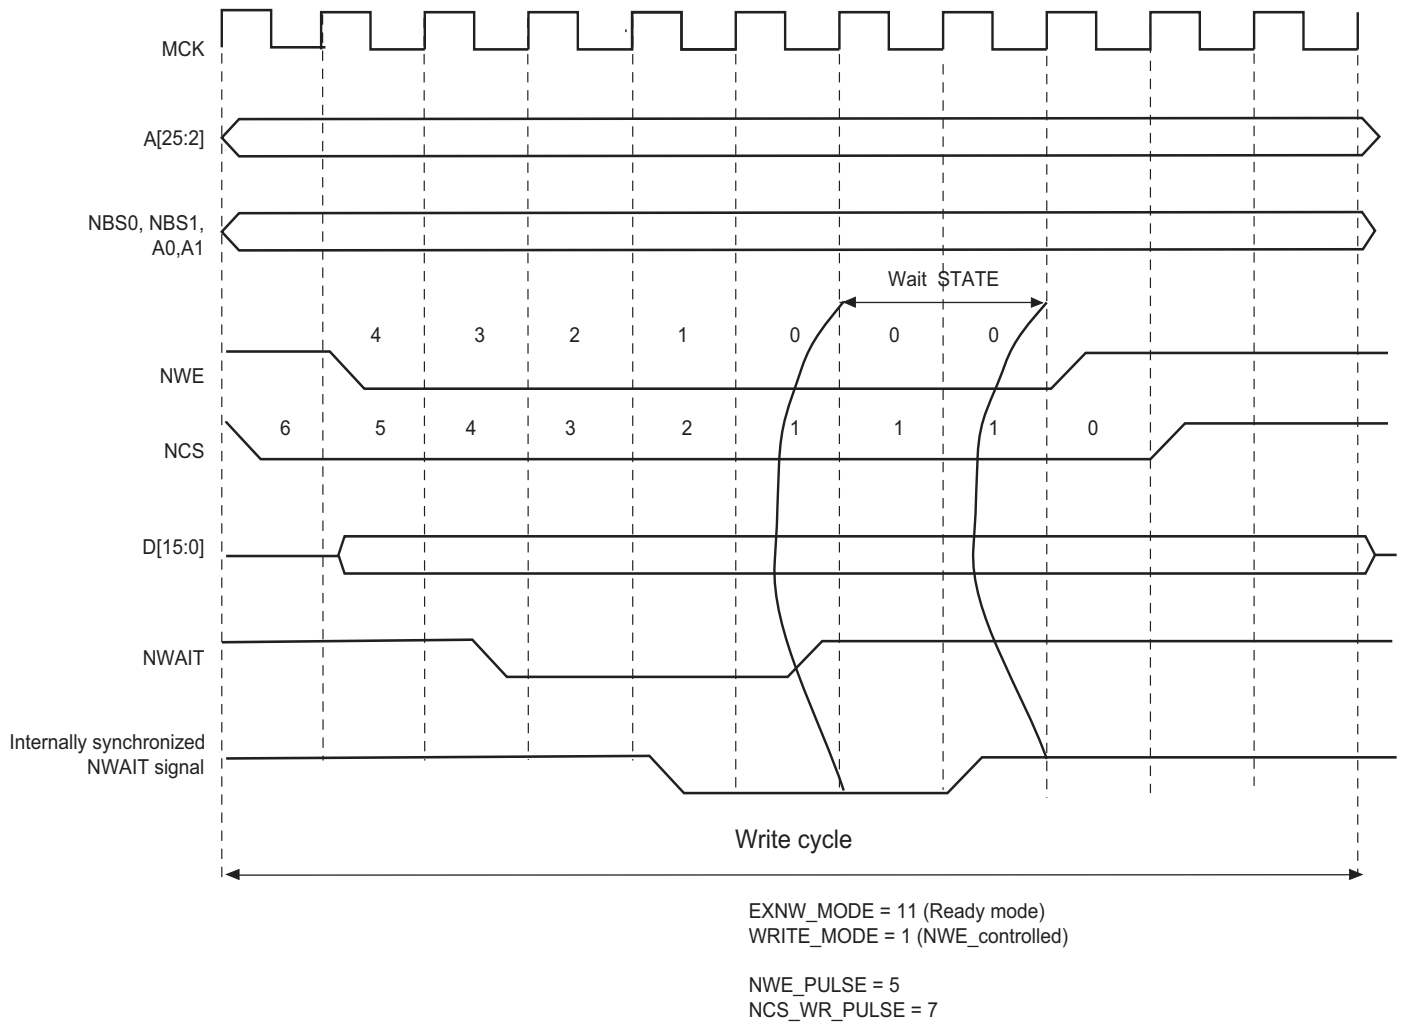 MCK
A[25:2]
NBS0, NBS1,
A0,A1
Wait STATE
4 3 2 1 0 0 0
NWE
6 5 4 3 2 1 1 1 0
NCS
D[15:0]
NWAIT
Internally synchronized
NWAIT signal
Write cycle
EXNW_MODE = 11 (Ready mode)
WRITE_MODE = 1 (NWE_controlled)
NWE_PULSE = 5
NCS_WR_PULSE = 7